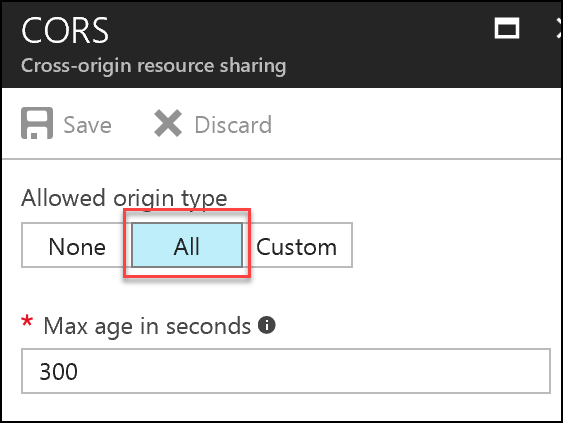 CORS
Cross-origin resource sharing
Save Discard
Allowed origin type
None All Custom
* Max age in seconds
300